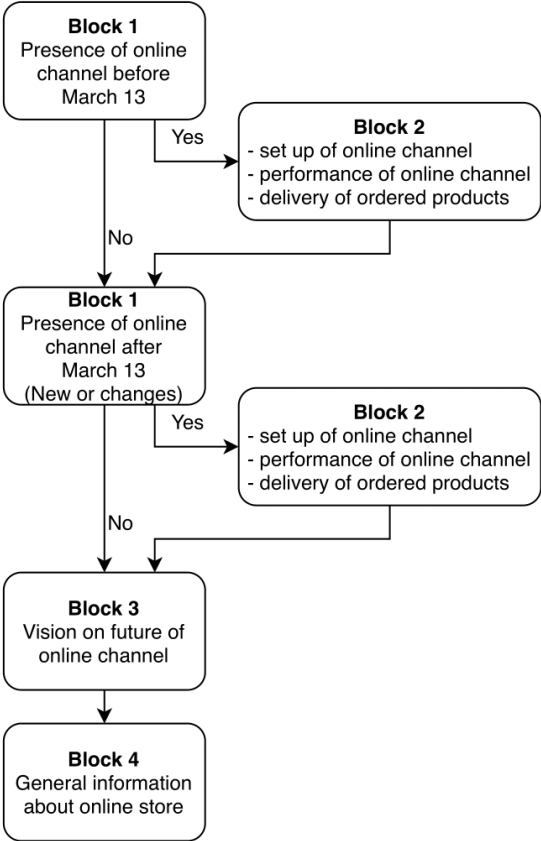 Block 1
Presence of online
channel before
March 13
Yes
Block 2
- set up of online channel
- performance of online channel
- delivery of ordered products
No
Block 1
Presence of online
channel after
March 13
(New or changes)
Yes
Block 2
- set up of online channel
- performance of online channel
- delivery of ordered products
No
Block 3
Vision on future of
online channel
Block 4
General information
about online store